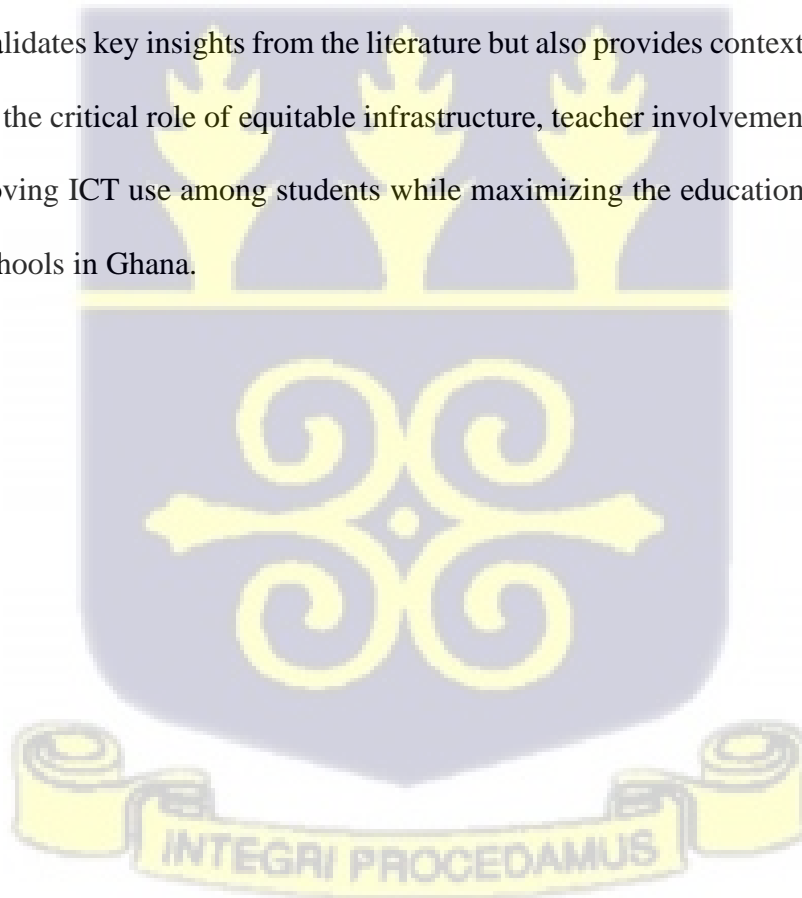 alidates key insights from the literature but also provides context
the critical role of equitable infrastructure, teacher involvemen
oving ICT use among students while maximizing the education
hools in Ghana.
INTEGRI PROCEDAMUS